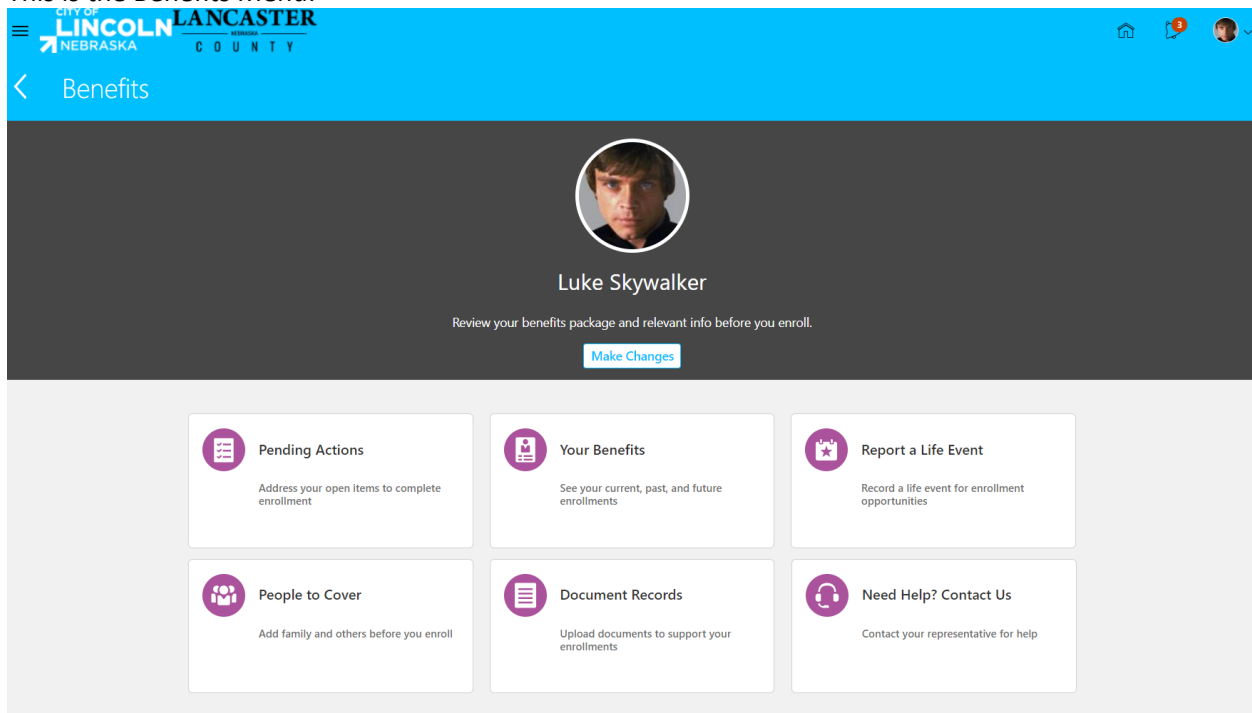 This is the Benefits menu.
CITY OF
LINCOLN
NEBRASKA
LANCASTER
NEBRASKA
COUNTY
3
Benefits
Luke Skywalker
Review your benefits package and relevant info before you enroll.
Make Changes
Pending Actions
Address your open items to complete
enrollment
Your Benefits
See your current, past, and future
enrollments
Report a Life Event
Record a life event for enrollment
opportunities
People to Cover
Add family and others before you enroll
Document Records
Upload documents to support your
enrollments
Need Help? Contact Us
Contact your representative for help